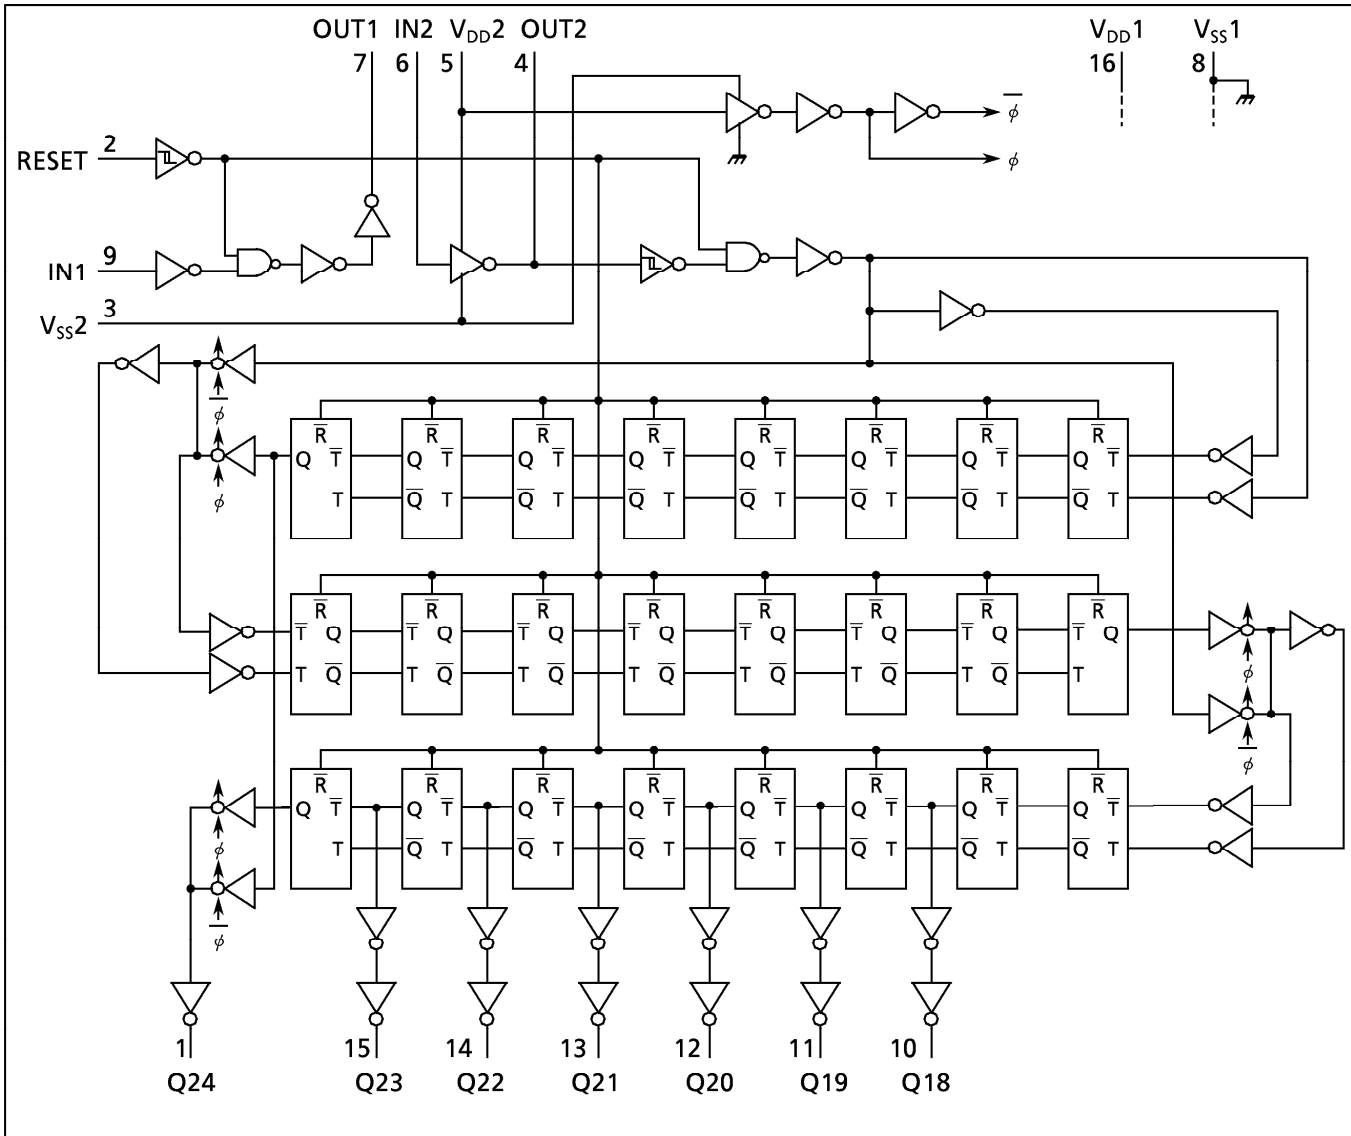 OUT1 IN2 VDD2 OUT2 VDD1 VSS1
7 6 5 4 16 8
φ̅
RESET 2 φ
IN1 9
VSS2 3
φ̅
R̅ R̅ R̅ R̅ R̅ R̅ R̅ R̅
Q T̅ Q T̅ Q T̅ Q T̅ Q T̅ Q T̅ Q T̅ Q T̅
φ T Q̅ T Q̅ T Q̅ T Q̅ T Q̅ T Q̅ T Q̅ T
R̅ R̅ R̅ R̅ R̅ R̅ R̅ R̅
T̅ Q T̅ Q T̅ Q T̅ Q T̅ Q T̅ Q T̅ Q T̅ Q
T Q̅ T Q̅ T Q̅ T Q̅ T Q̅ T Q̅ T Q̅ T φ
φ̅
R̅ R̅ R̅ R̅ R̅ R̅ R̅ R̅
Q T̅ Q T̅ Q T̅ Q T̅ Q T̅ Q T̅ Q T̅ Q T̅
φ T Q̅ T Q̅ T Q̅ T Q̅ T Q̅ T Q̅ T Q̅ T
φ̅
1 15 14 13 12 11 10
Q24 Q23 Q22 Q21 Q20 Q19 Q18